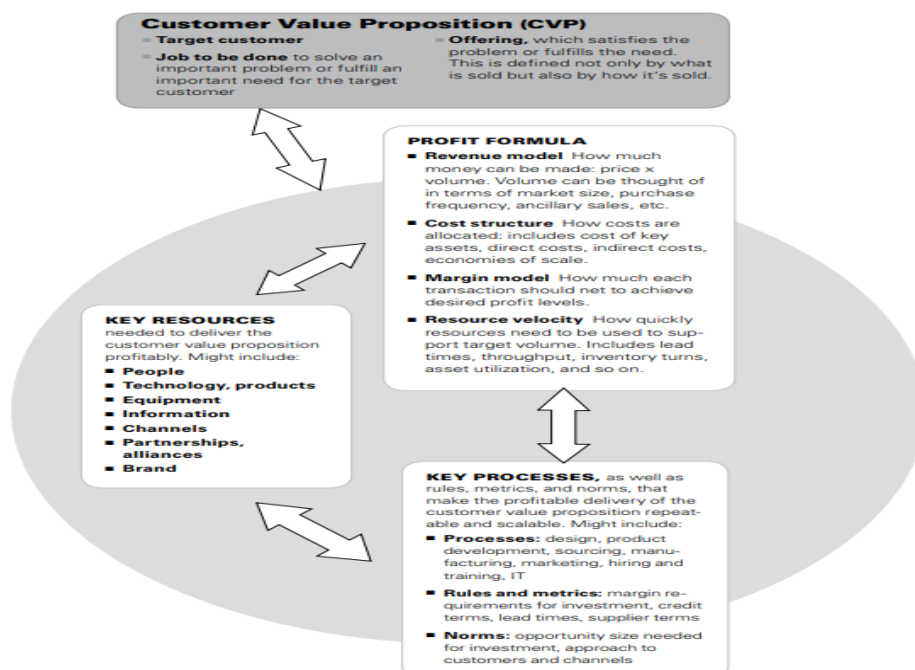 Customer Value Proposition (CVP)
▪ Target customer
▪ Job to be done to solve an
important problem or fulfill an
important need for the target
customer
▪ Offering, which satisfies the
problem or fulfills the need.
This is defined not only by what
is sold but also by how it's sold.
PROFIT FORMULA
▪ Revenue model How much
money can be made: price x
volume. Volume can be thought of
in terms of market size, purchase
frequency, ancillary sales, etc.
▪ Cost structure How costs are
allocated: includes cost of key
assets, direct costs, indirect costs,
economies of scale.
▪ Margin model How much each
transaction should net to achieve
desired profit levels.
▪ Resource velocity How quickly
resources need to be used to sup-
port target volume. Includes lead
times, throughput, inventory turns,
asset utilization, and so on.
KEY RESOURCES
needed to deliver the
customer value proposition
profitably. Might include:
▪ People
▪ Technology, products
▪ Equipment
▪ Information
▪ Channels
▪ Partnerships,
alliances
▪ Brand
KEY PROCESSES, as well as
rules, metrics, and norms, that
make the profitable delivery of the
customer value proposition repeat-
able and scalable. Might include:
▪ Processes: design, product
development, sourcing, manu-
facturing, marketing, hiring and
training, IT
▪ Rules and metrics: margin re-
quirements for investment, credit
terms, lead times, supplier terms
▪ Norms: opportunity size needed
for investment, approach to
customers and channels